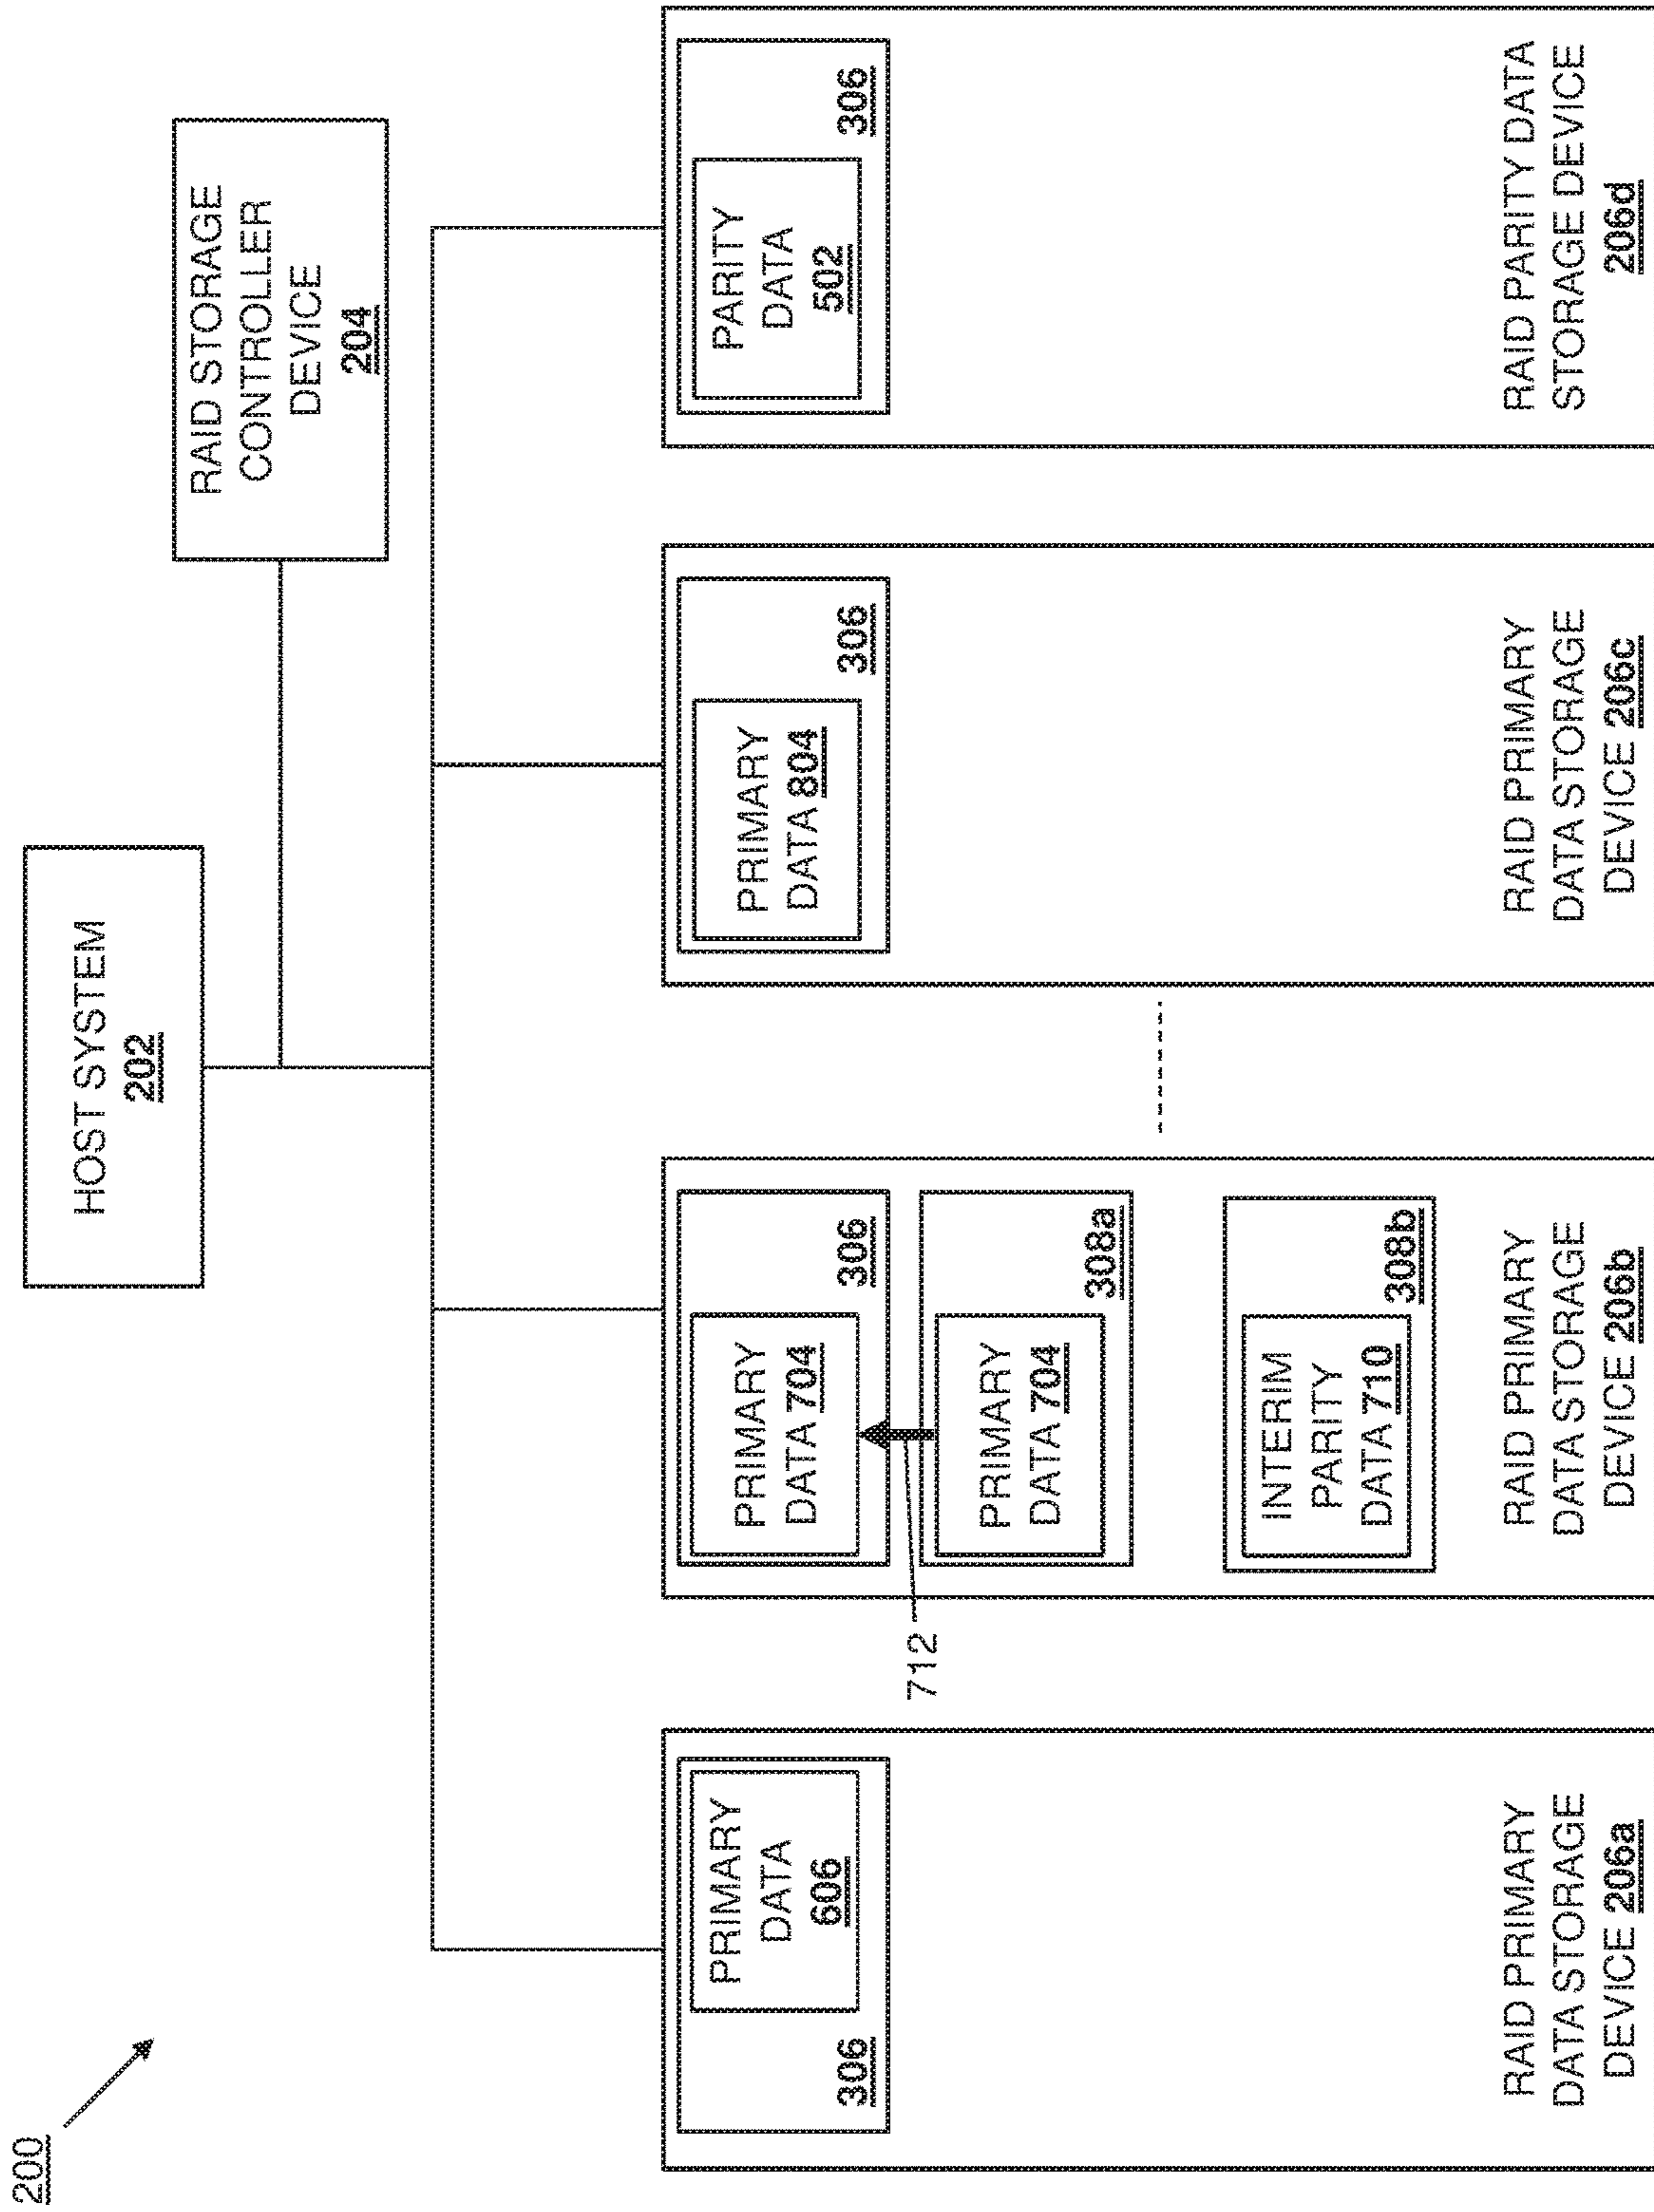 200
HOST SYSTEM
202
RAID STORAGE
CONTROLLER
DEVICE
204
306
PRIMARY
DATA
606
RAID PRIMARY
DATA STORAGE
DEVICE 206a
712
PRIMARY
DATA 704
306
PRIMARY
DATA 704
308a
INTERIM
PARITY
DATA 710
308b
RAID PRIMARY
DATA STORAGE
DEVICE 206b
PRIMARY
DATA 804
306
RAID PRIMARY
DATA STORAGE
DEVICE 206c
PARITY
DATA
502
306
RAID PARITY DATA
STORAGE DEVICE
206d